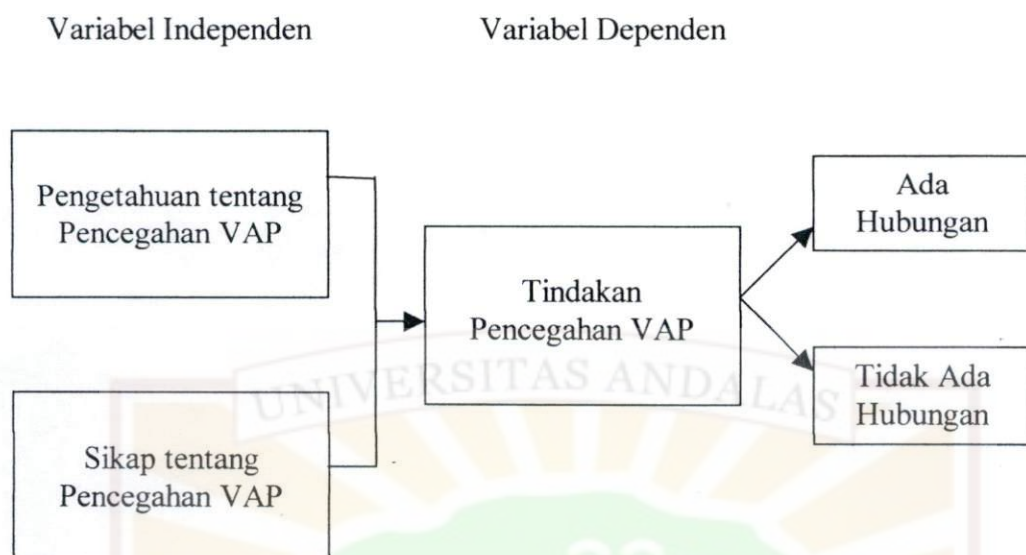 Variabel Independen
Variabel Dependen
Pengetahuan tentang
Pencegahan VAP
Tindakan
Pencegahan VAP
Ada
Hubungan
Tidak Ada
Hubungan
Sikap tentang
Pencegahan VAP
UNIVERSITAS ANDALAS